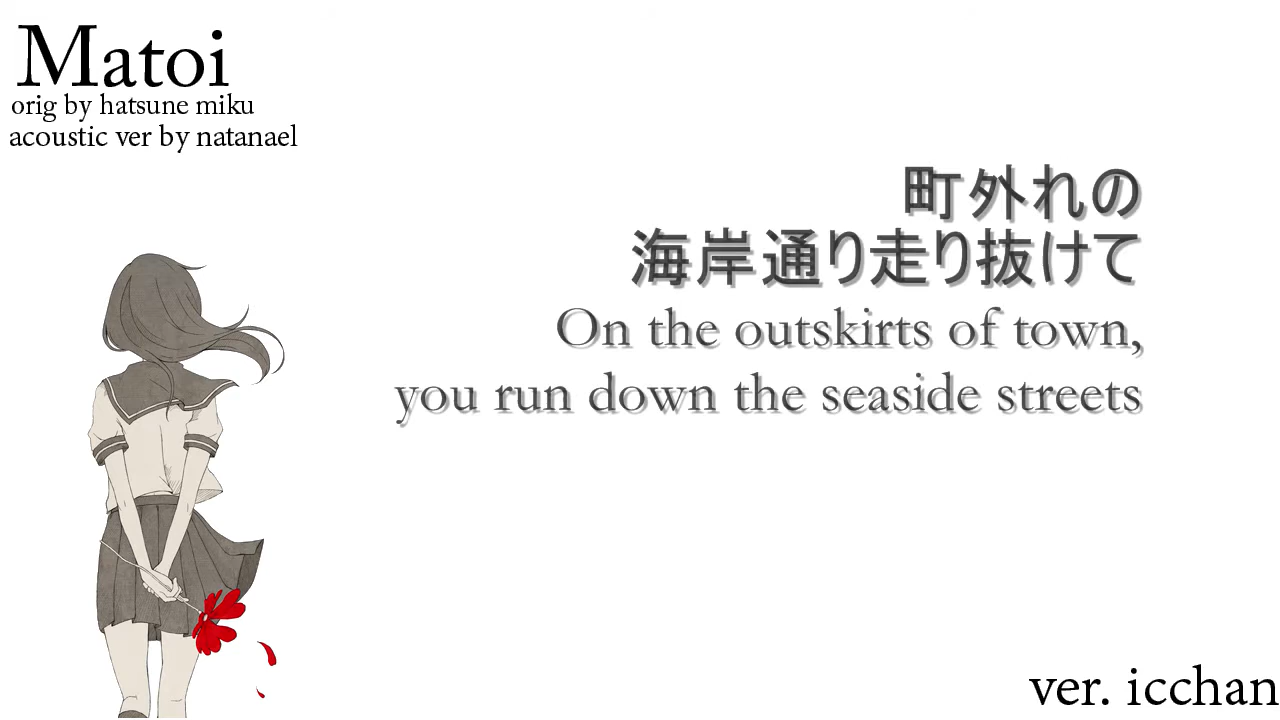 Matoi
orig by hatsune miku
acoustic ver by natanael
町外れの
海岸通り走り抜けて
On the outskirts of town,
you run down the seaside streets
ver. icchan